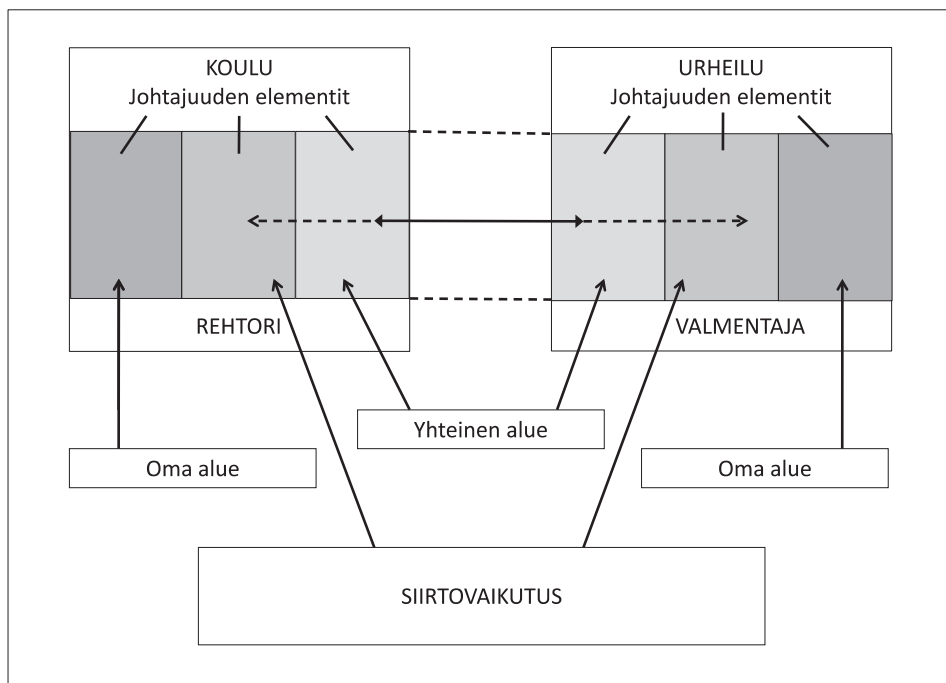 KOULU
Johtajuuden elementit
URHEILU
Johtajuuden elementit
REHTORI
VALMENTAJA
Yhteinen alue
Oma alue
Oma alue
SIIRTOVAIKUTUS